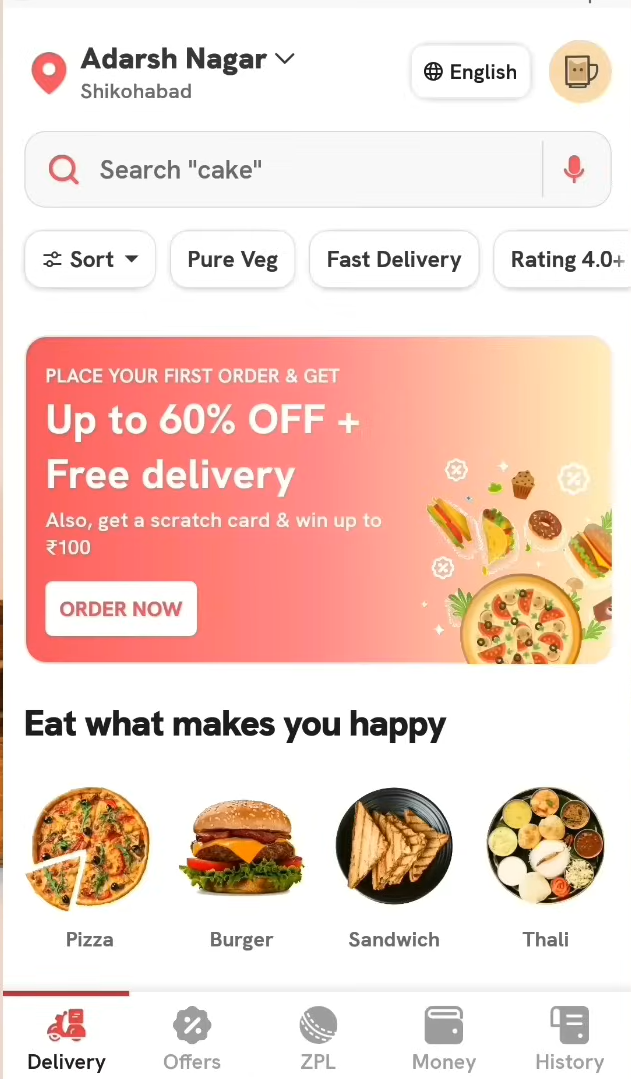 Adarsh Nagar
Shikohabad
English
Search "cake"
Sort
Pure Veg
Fast Delivery
Rating 4.0+
PLACE YOUR FIRST ORDER & GET
Up to 60% OFF +
Free delivery
Also, get a scratch card & win up to
₹100
ORDER NOW
Eat what makes you happy
Pizza
Burger
Sandwich
Thali
Delivery
Offers
ZPL
Money
History